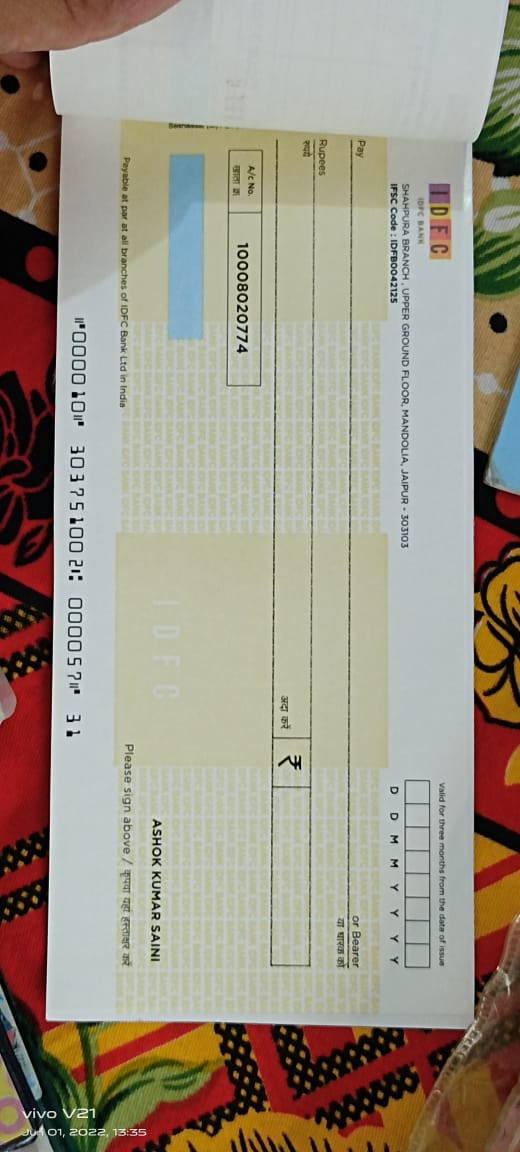 IDFC
IDFC BANK
SHAHPURA BRANCH, UPPER GROUND FLOOR, MANDOLIA, JAIPUR - 303103
IFSC Code : IDFB0042125
Valid for three months from the date of issue
D D M M Y Y Y Y
Pay
or Bearer
या धारक को
Rupees
रुपये
अदा करें
₹
A/c No.
खाता क्र.
10008020774
IDFC
ASHOK KUMAR SAINI
Payable at par at all branches of IDFC Bank Ltd in India
Please sign above / कृपया यहां हस्ताक्षर करें
⑈000010⑈ 303751002⑆ 000057⑈ 31
vivo V21
Jun 01, 2022, 13:35